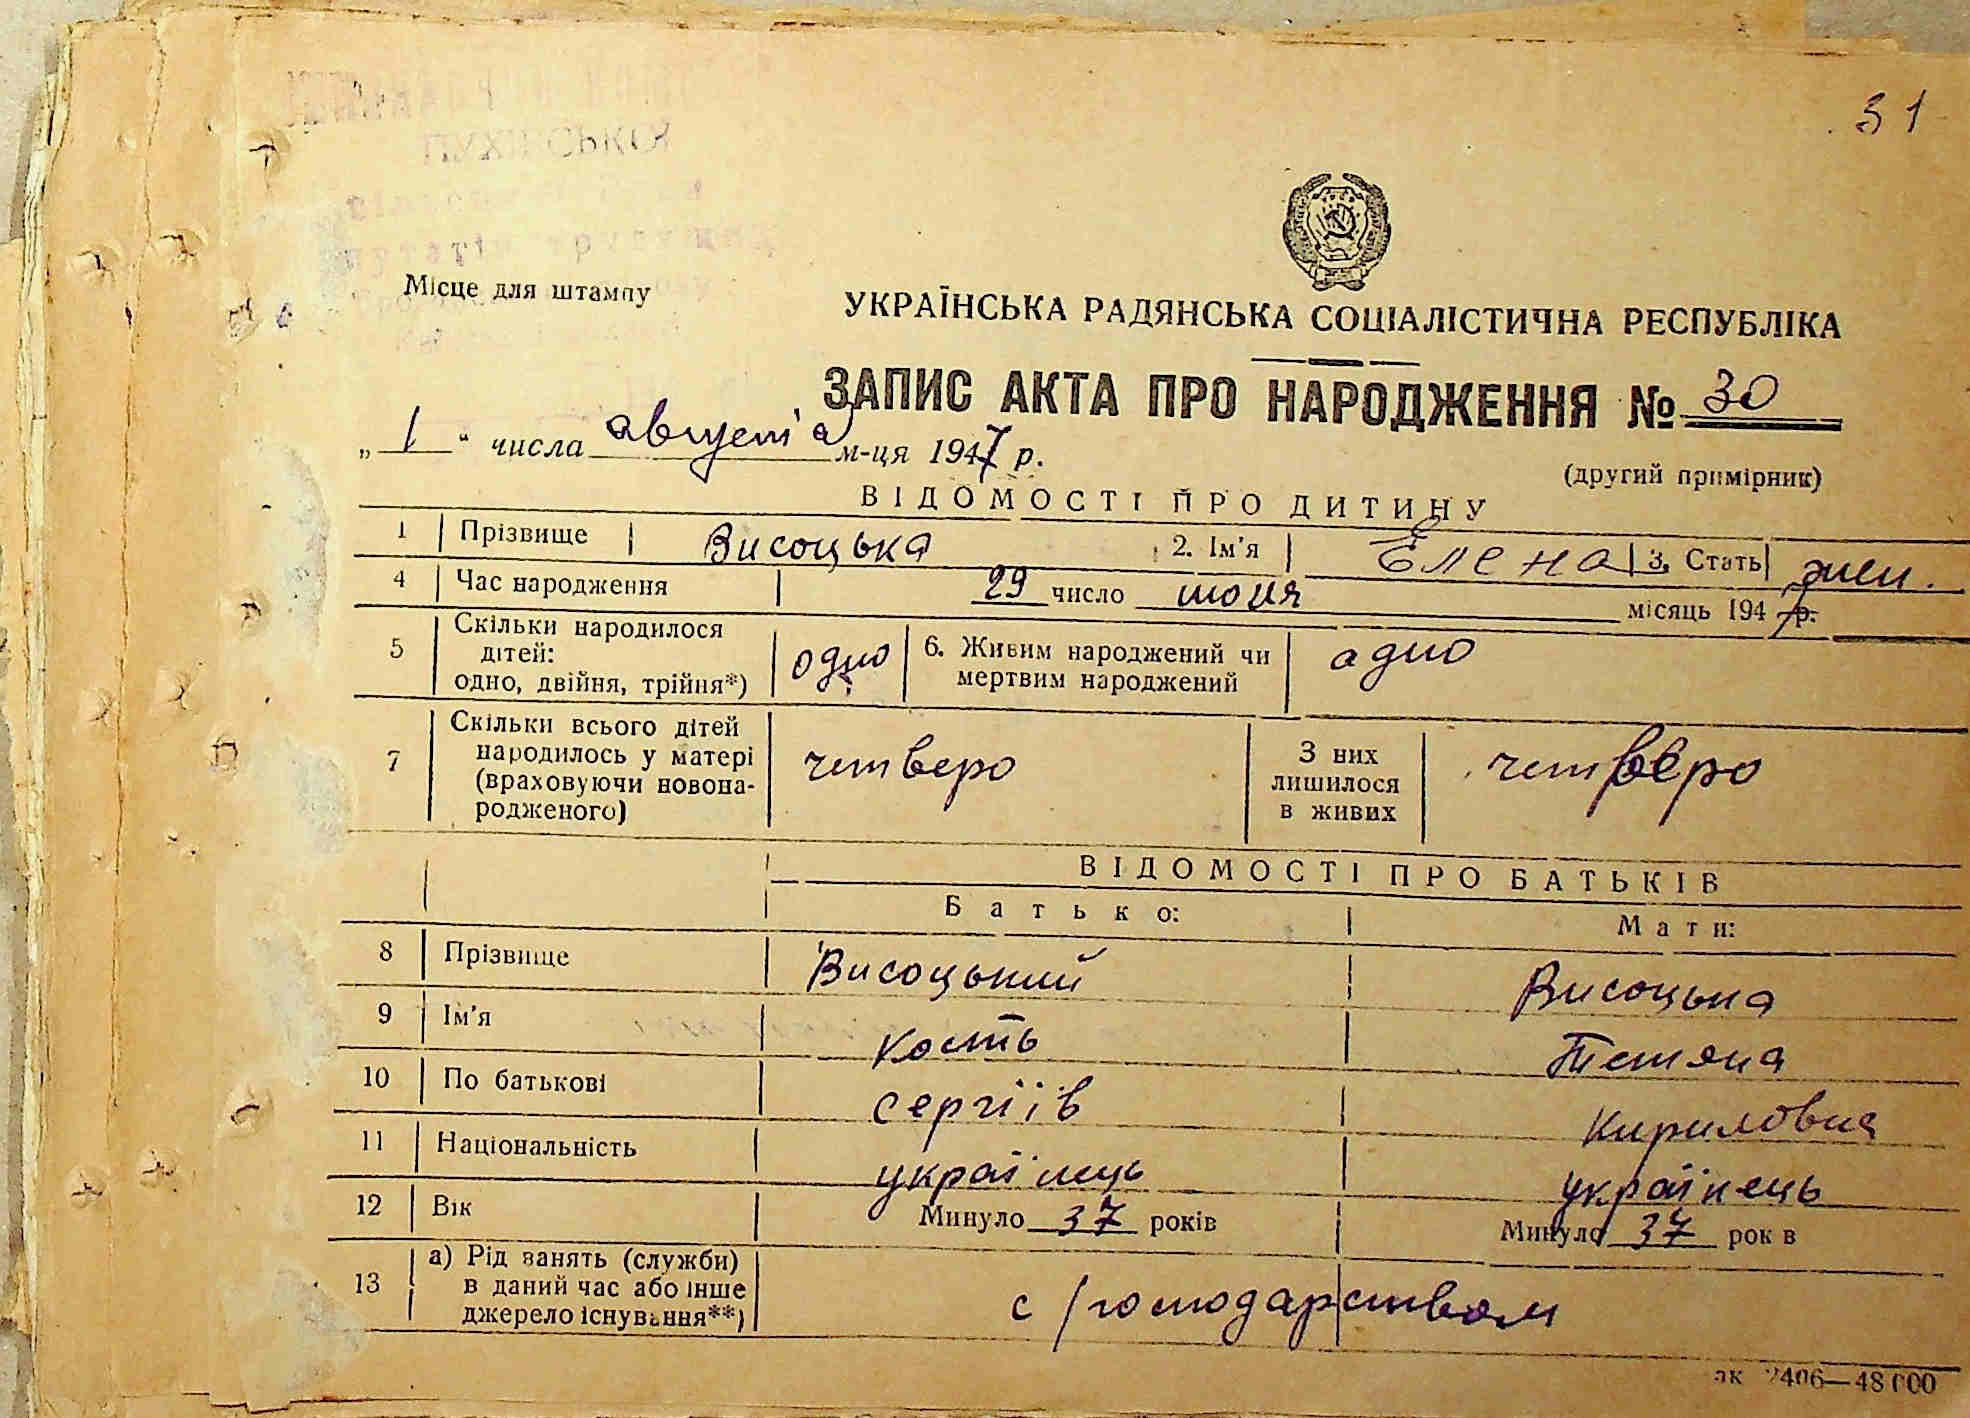 31
ПУХІВСЬКОЇ
Місце для штампу
УКРАЇНСЬКА РАДЯНСЬКА СОЦІАЛІСТИЧНА РЕСПУБЛІКА
ЗАПИС АКТА ПРО НАРОДЖЕННЯ № 30
„ 1 “ числа августа м-ця 1947 р.
(другий примірник)
ВІДОМОСТІ ПРО ДИТИНУ
1 Прізвище Висоцька 2. Ім'я Елена 3. Стать жен.
4 Час народження 29 число июня місяць 1947 р.
5 Скільки народилося дітей: одно, двійня, трійня*) одно 6. Живим народжений чи мертвим народжений адно
7 Скільки всього дітей народилось у матері (враховуючи новонародженого) четверо З них лишилося в живих четверо
ВІДОМОСТІ ПРО БАТЬКІВ
Батько: Мати:
8 Прізвище Висоцький Висоцька
9 Ім'я Кость Тетяна
10 По батькові Сергіїв Кириловна
11 Національність українець українець
12 Вік Минуло 37 років Минуло 37 рок в
13 а) Рід занять (служби) в даний час або інше джерело існування**) с/господарством
зк 2406—48000